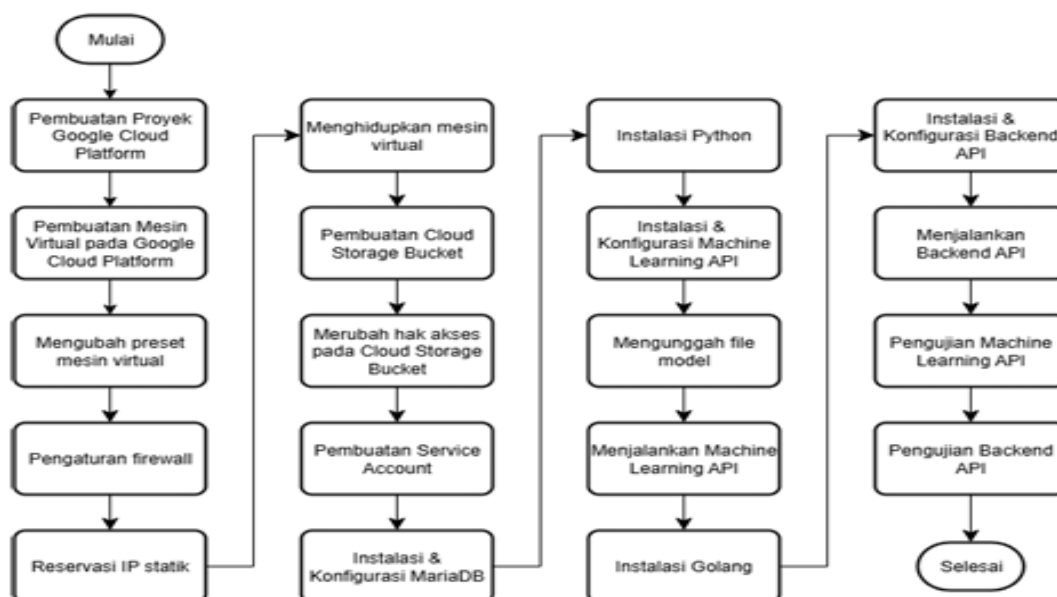 Mulai
Pembuatan Proyek
Google Cloud
Platform
Pembuatan Mesin
Virtual pada Google
Cloud Platform
Mengubah preset
mesin virtual
Pengaturan firewall
Reservasi IP statik
Menghidupkan mesin
virtual
Pembuatan Cloud
Storage Bucket
Merubah hak akses
pada Cloud Storage
Bucket
Pembuatan Service
Account
Instalasi &
Konfigurasi MariaDB
Instalasi Python
Instalasi &
Konfigurasi Machine
Learning API
Mengunggah file
model
Menjalankan Machine
Learning API
Instalasi Golang
Instalasi &
Konfigurasi Backend
API
Menjalankan
Backend API
Pengujian Machine
Learning API
Pengujian Backend
API
Selesai